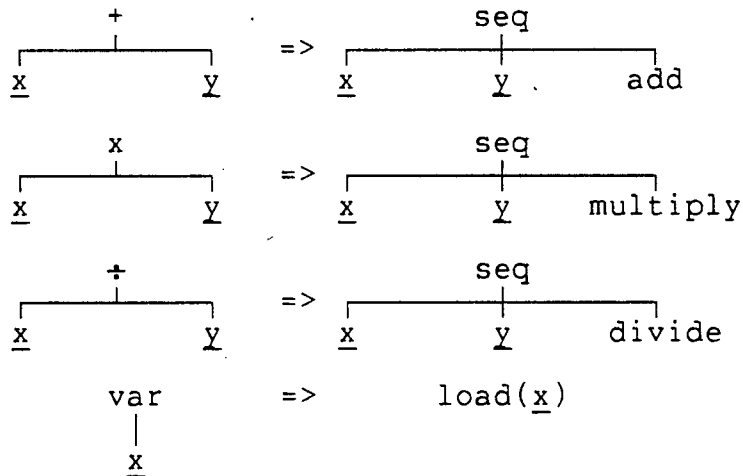 + => seq
x y x y add
x => seq
x y x y multiply
÷ => seq
x y x y divide
var => load(x)
x